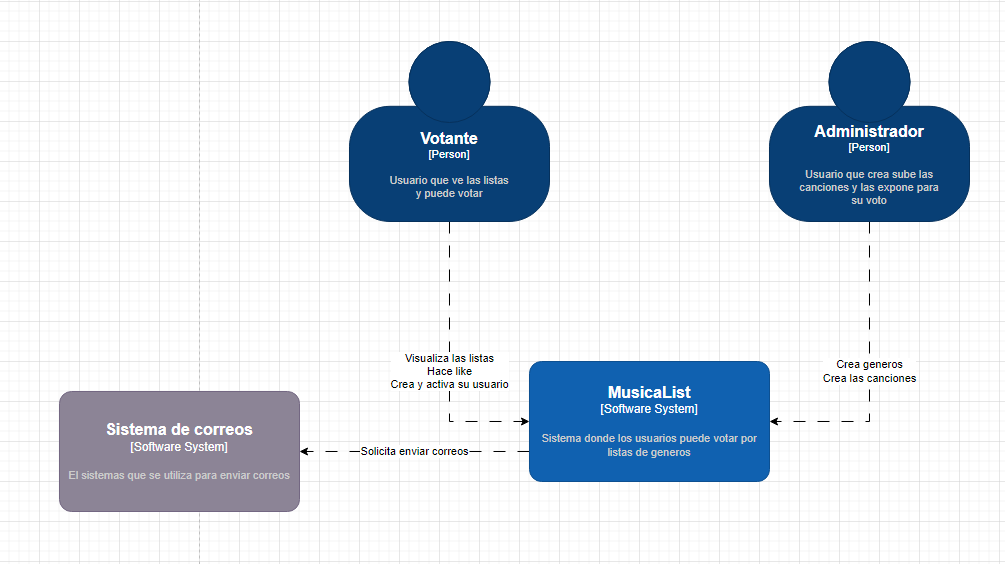 Votante
[Person]
Usuario que ve las listas
y puede votar
Administrador
[Person]
Usuario que crea sube las
canciones y las expone para
su voto
Visualiza las listas
Hace like
Crea y activa su usuario
Crea generos
Crea las canciones
MusicaList
[Software System]
Sistema donde los usuarios puede votar por
listas de generos
Sistema de correos
[Software System]
El sistemas que se utiliza para enviar correos
Solicita enviar correos